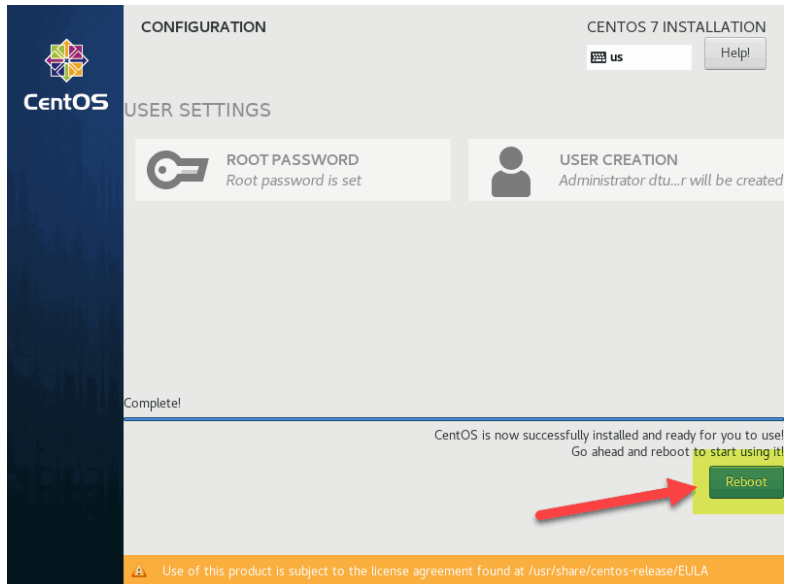 CONFIGURATION
CENTOS 7 INSTALLATION
us
Help!
CentOS
USER SETTINGS
ROOT PASSWORD
Root password is set
USER CREATION
Administrator dtu...r will be created
Complete!
CentOS is now successfully installed and ready for you to use!
Go ahead and reboot to start using it!
Reboot
Use of this product is subject to the license agreement found at /usr/share/centos-release/EULA